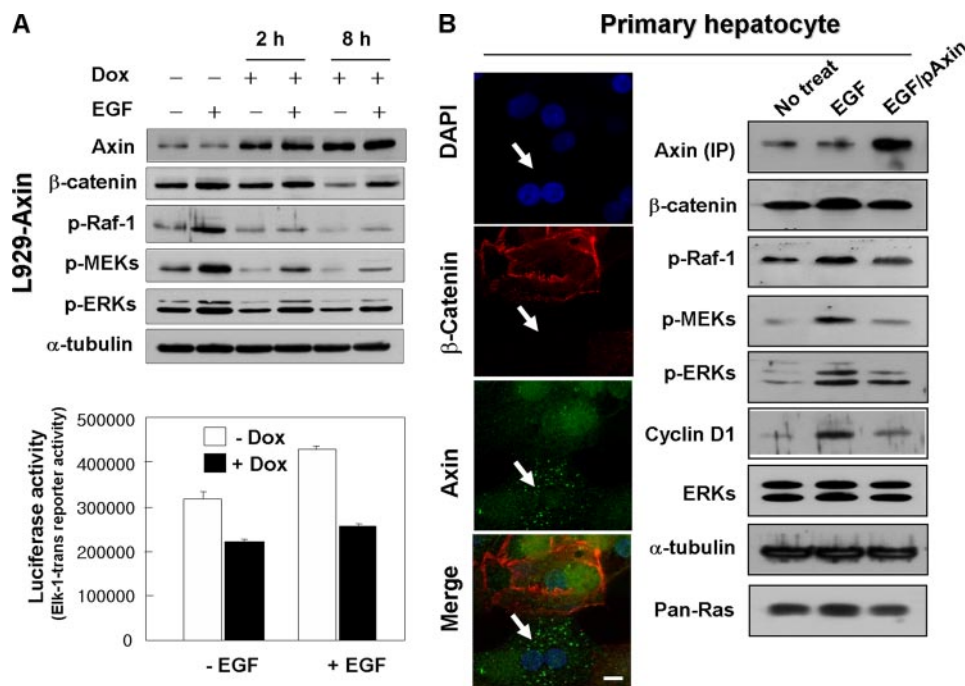 A
2 h 8 h
Dox − − + + + +
EGF − + − + − +
L929-Axin
Axin
β-catenin
p-Raf-1
p-MEKs
p-ERKs
α-tubulin
Luciferase activity
(Elk-1-trans reporter activity)
500000
400000
300000
200000
100000
0
- Dox
+ Dox
- EGF + EGF
B
Primary hepatocyte
DAPI
β-Catenin
Axin
Merge
No treat EGF EGF/pAxin
Axin (IP)
β-catenin
p-Raf-1
p-MEKs
p-ERKs
Cyclin D1
ERKs
α-tubulin
Pan-Ras